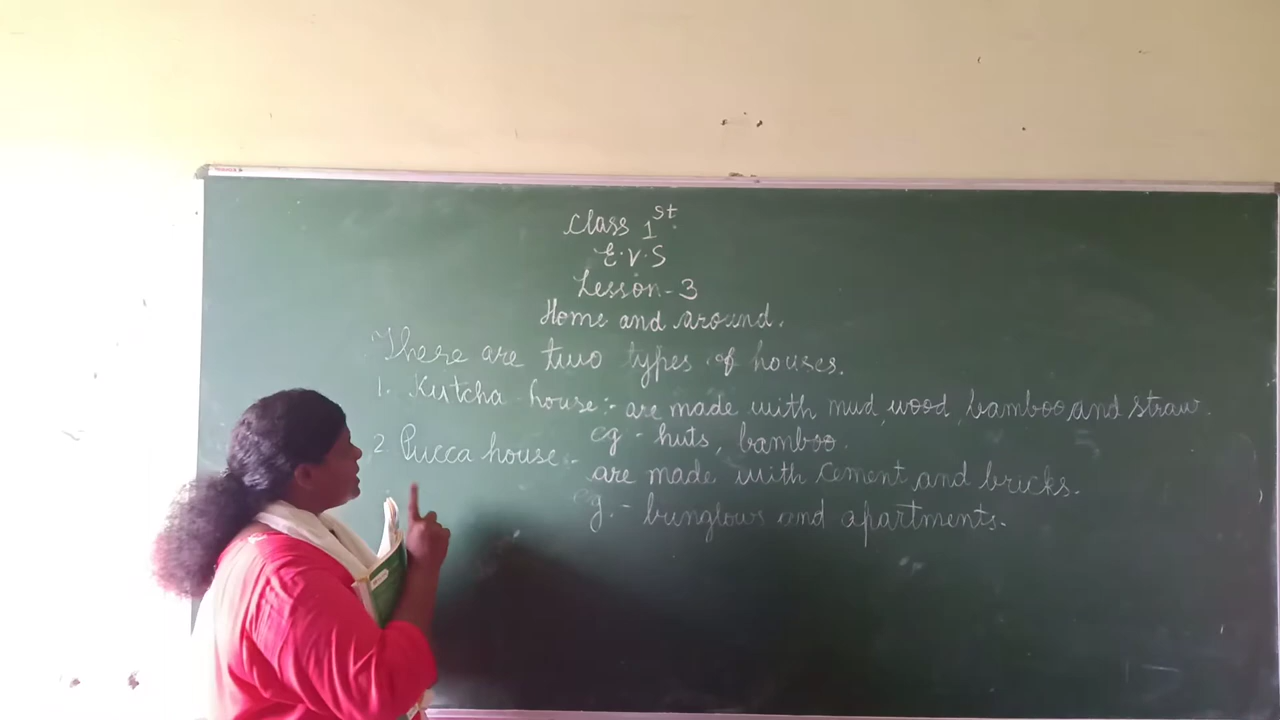 Class 1st.
E.V.S
Lesson-3
Home and around.
There are two types of houses.
1. Kutcha house:- are made with mud, wood, bamboo and straw.
eg - huts, bamboo.
2. Pucca house -
are made with cement and bricks.
eg. - bunglows and apartments.